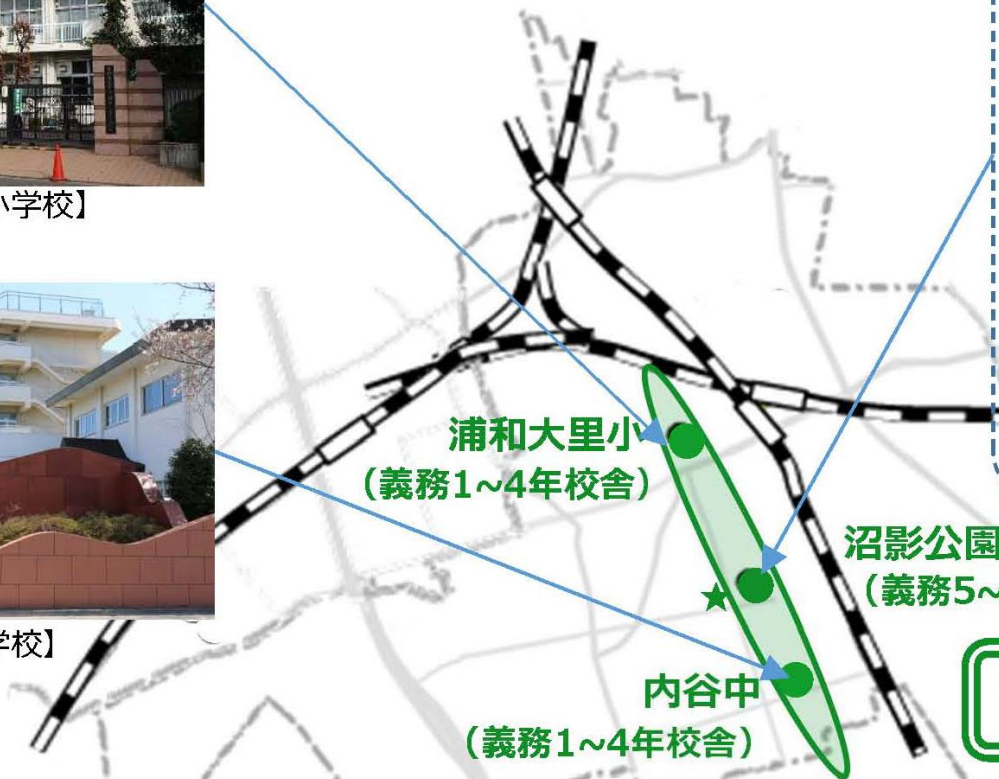 小学校】
学校】
浦和大里小
（義務1~4年校舎）
沼影公園
（義務5~
内谷中
（義務1~4年校舎）